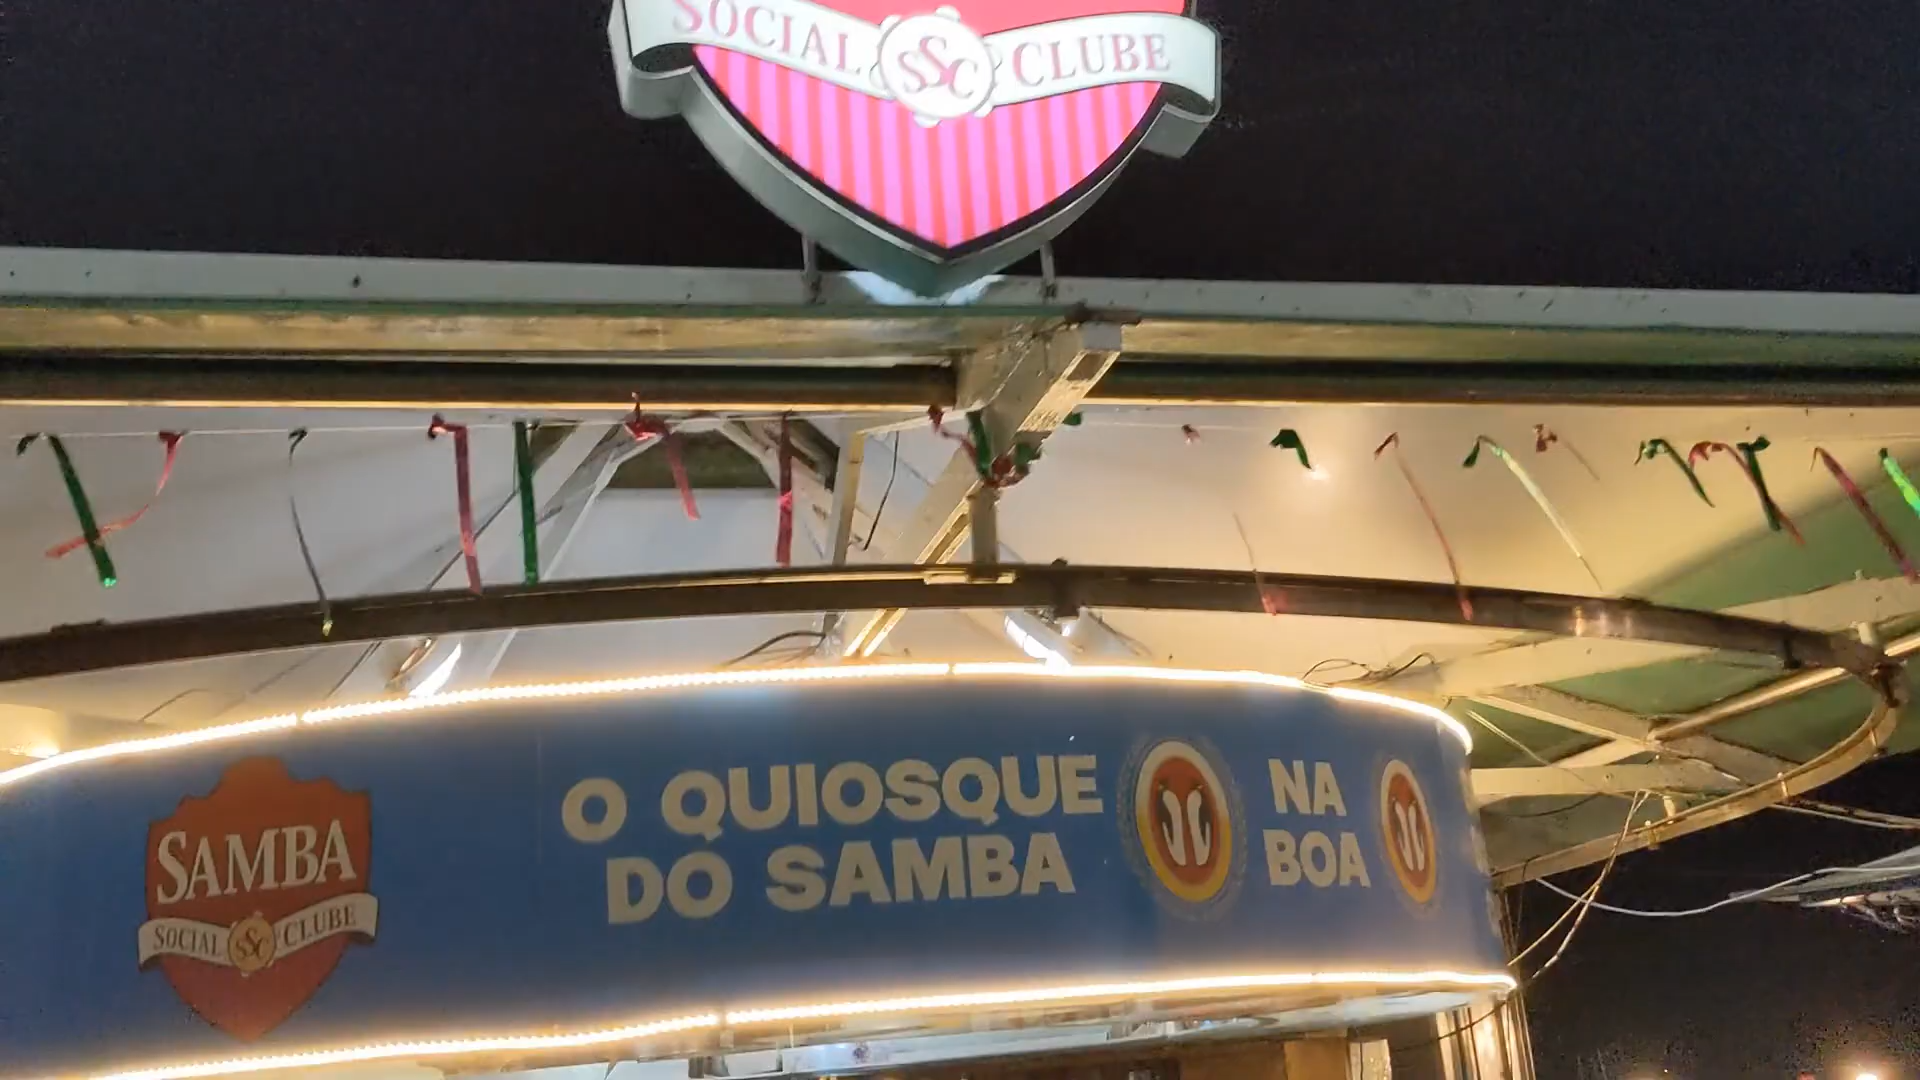 SOCIAL SSC CLUBE
SAMBA
SOCIAL SSC CLUBE
O QUIOSQUE
DO SAMBA
NA
BOA